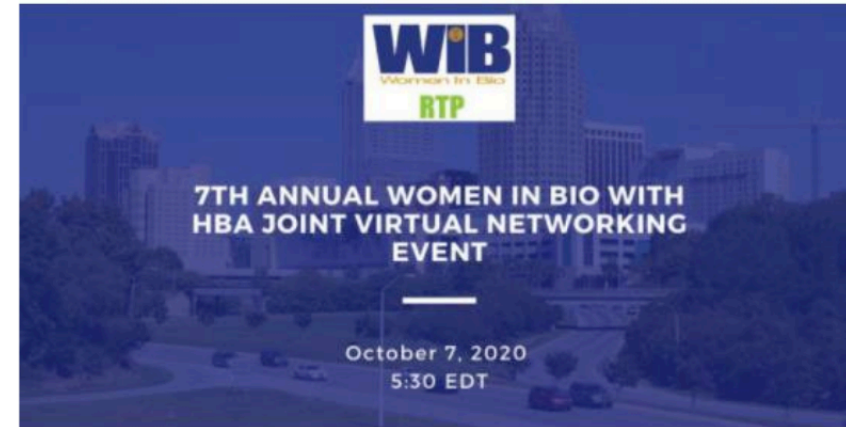 WiB
Women In Bio
RTP
7TH ANNUAL WOMEN IN BIO WITH
HBA JOINT VIRTUAL NETWORKING
EVENT
October 7, 2020
5:30 EDT